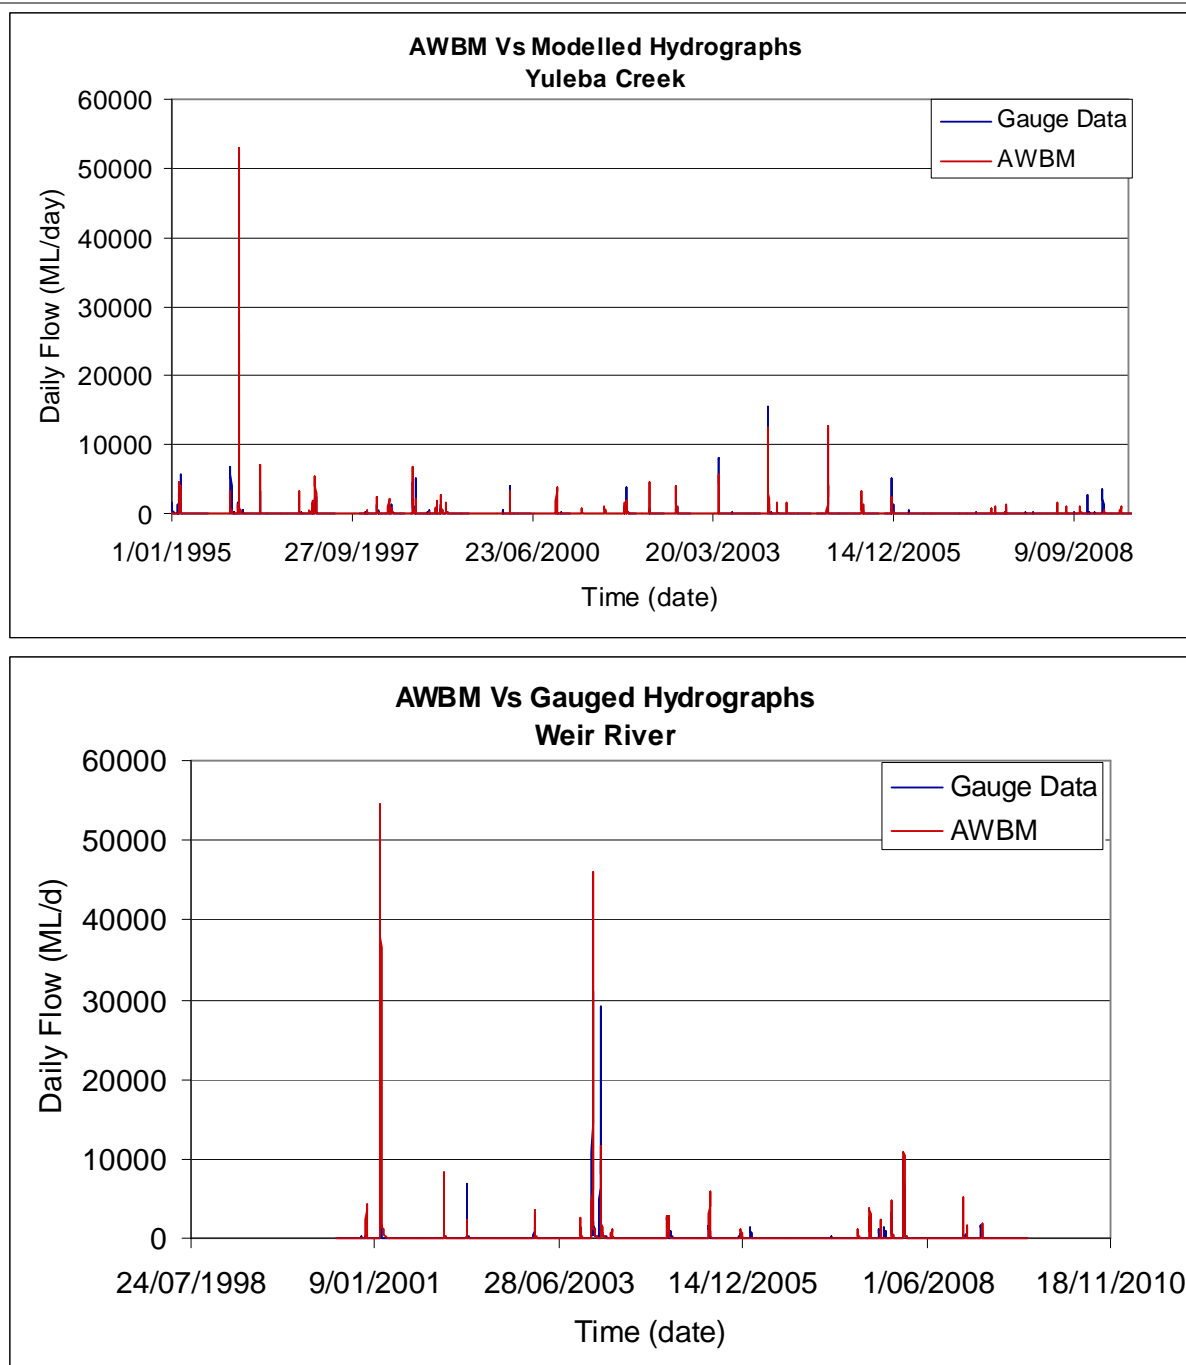 AWBM Vs Modelled Hydrographs
Yuleba Creek
60000
50000
40000
30000
20000
10000
0
Daily Flow (ML/day)
Gauge Data
AWBM
1/01/1995 27/09/1997 23/06/2000 20/03/2003 14/12/2005 9/09/2008
Time (date)
AWBM Vs Gauged Hydrographs
Weir River
60000
50000
40000
30000
20000
10000
0
Daily Flow (ML/d)
Gauge Data
AWBM
24/07/1998 9/01/2001 28/06/2003 14/12/2005 1/06/2008 18/11/2010
Time (date)